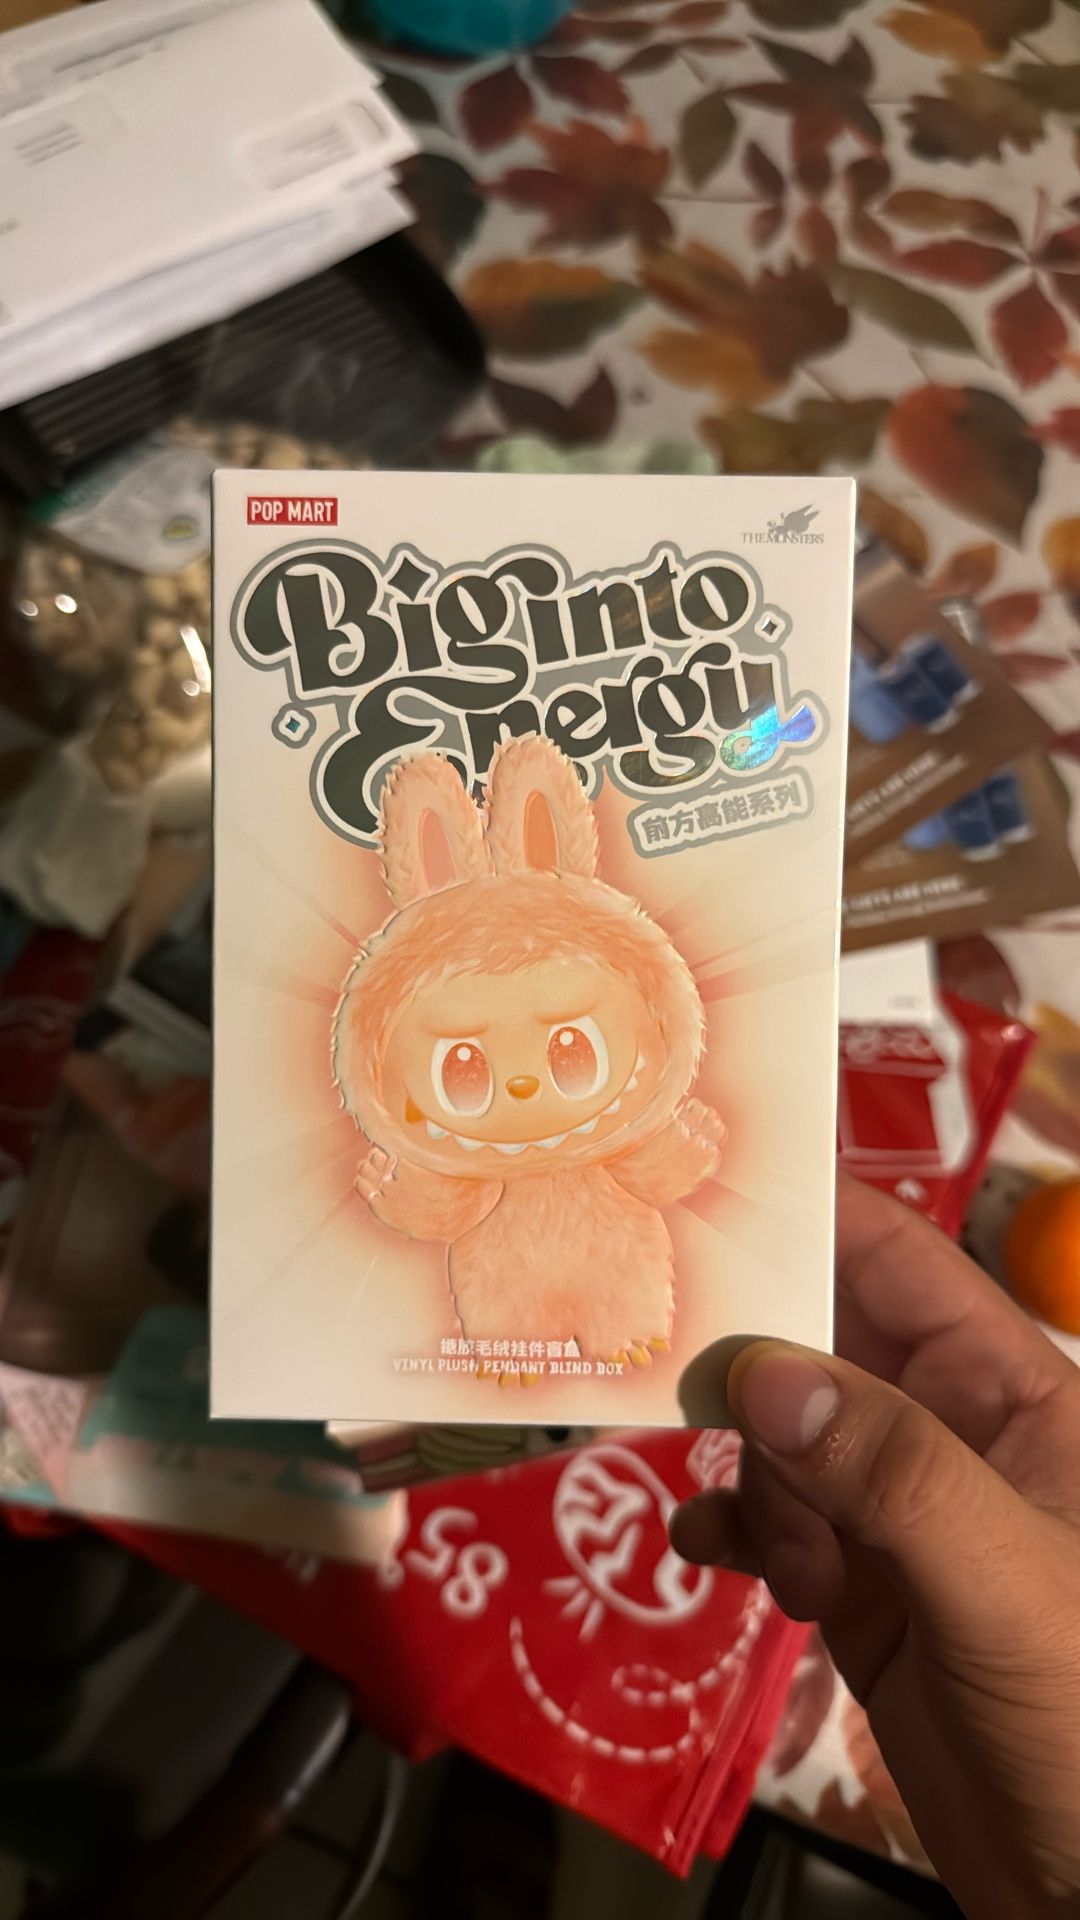 POP MART
THE MONSTERS
Big into
Energy
前方高能系列
搪胶毛绒挂件盲盒
VINYL PLUSH PENDANT BLIND BOX
85°